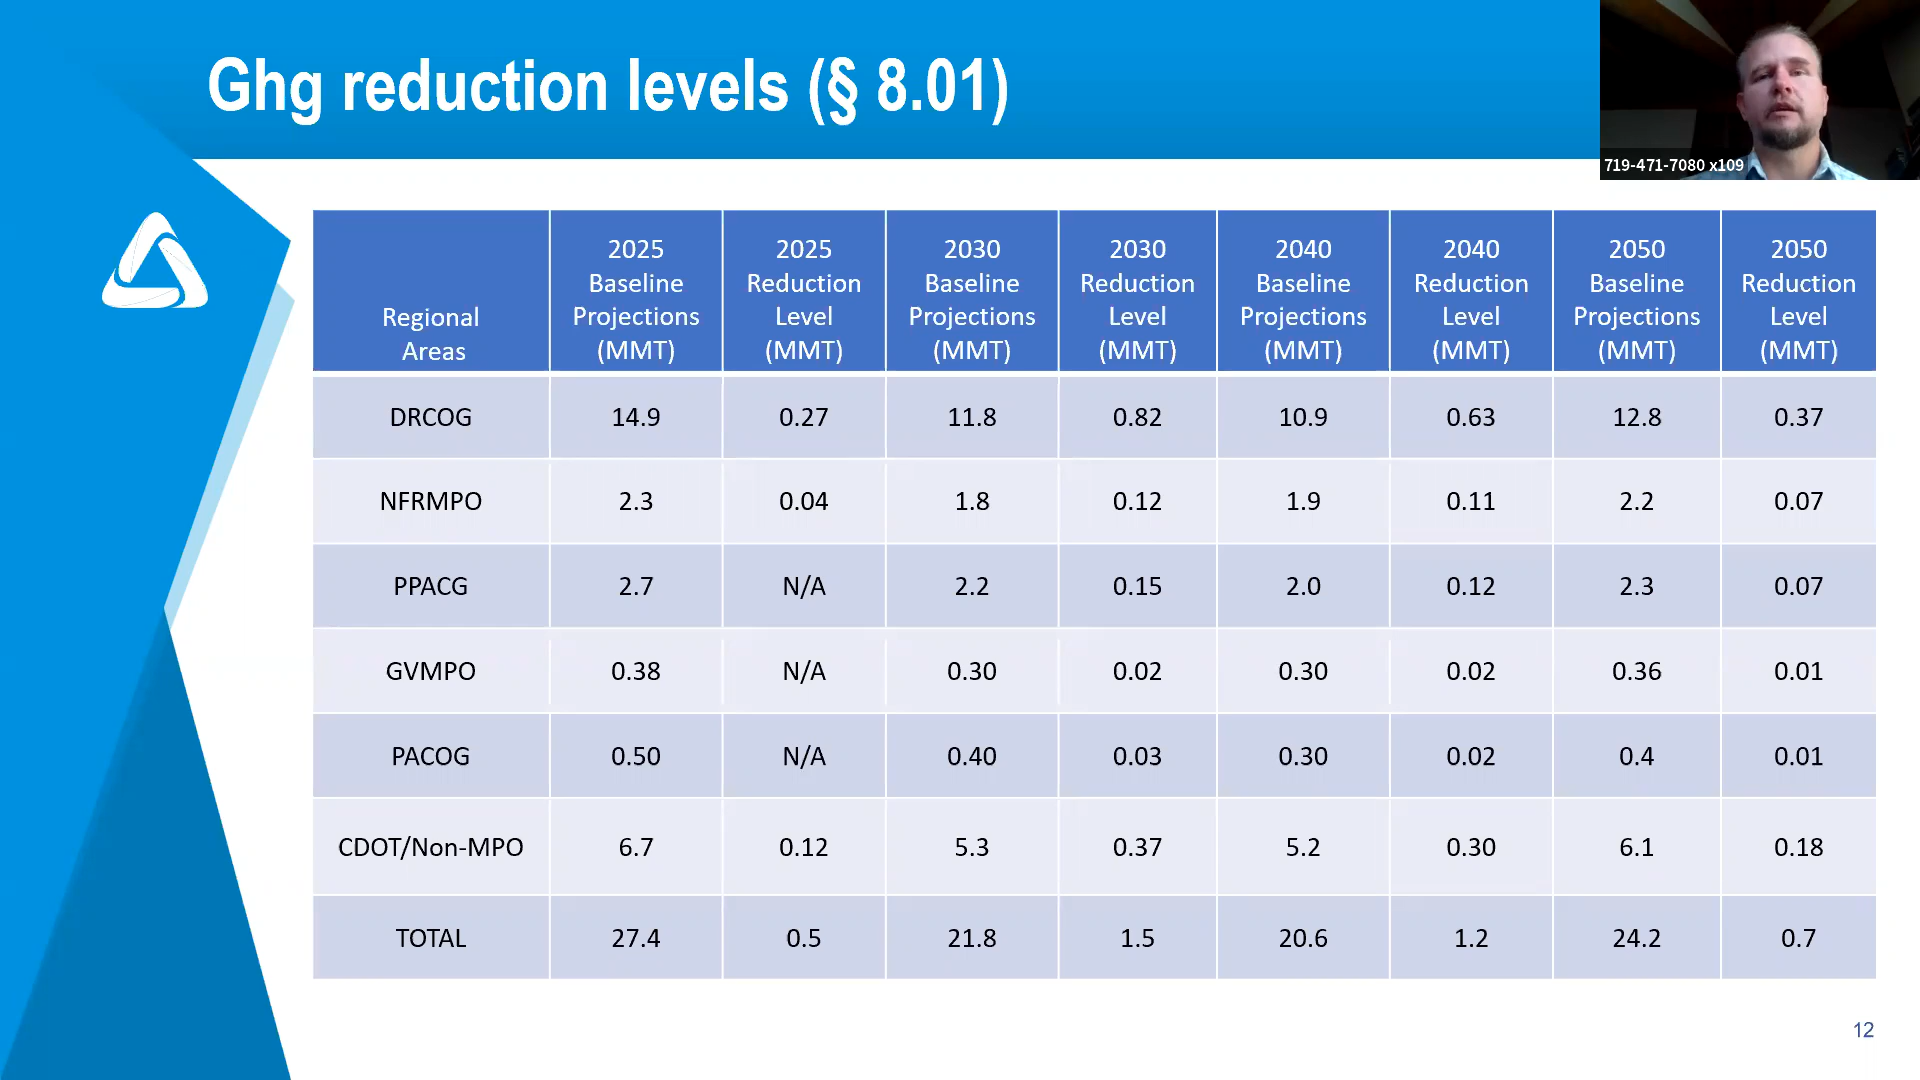 Ghg reduction levels (§ 8.01)
719-471-7080 x109
Regional Areas
2025 Baseline Projections (MMT)
2025 Reduction Level (MMT)
2030 Baseline Projections (MMT)
2030 Reduction Level (MMT)
2040 Baseline Projections (MMT)
2040 Reduction Level (MMT)
2050 Baseline Projections (MMT)
2050 Reduction Level (MMT)
DRCOG 14.9 0.27 11.8 0.82 10.9 0.63 12.8 0.37
NFRMPO 2.3 0.04 1.8 0.12 1.9 0.11 2.2 0.07
PPACG 2.7 N/A 2.2 0.15 2.0 0.12 2.3 0.07
GVMPO 0.38 N/A 0.30 0.02 0.30 0.02 0.36 0.01
PACOG 0.50 N/A 0.40 0.03 0.30 0.02 0.4 0.01
CDOT/Non-MPO 6.7 0.12 5.3 0.37 5.2 0.30 6.1 0.18
TOTAL 27.4 0.5 21.8 1.5 20.6 1.2 24.2 0.7
12